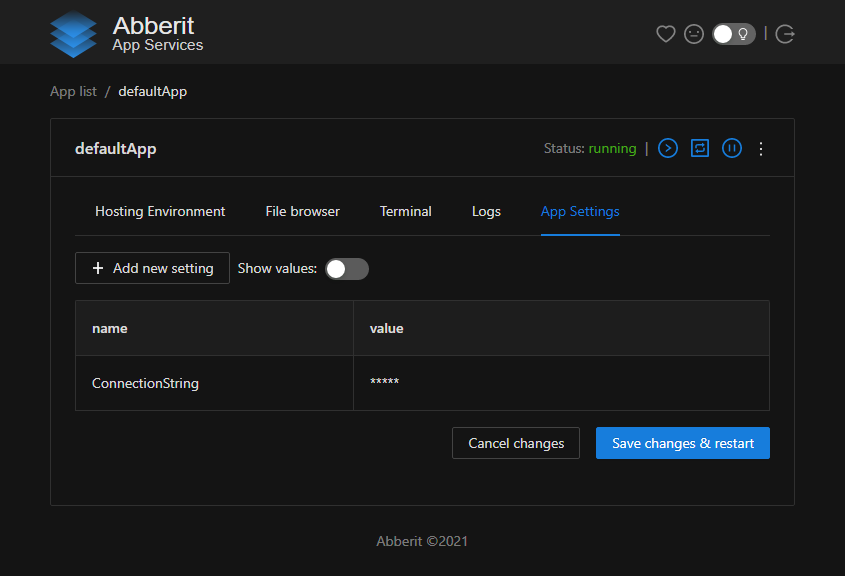 Abberit
App Services
App list / defaultApp
defaultApp
Status: running |
Hosting Environment File browser Terminal Logs App Settings
+ Add new setting Show values:
name value
ConnectionString *****
Cancel changes Save changes & restart
Abberit ©2021